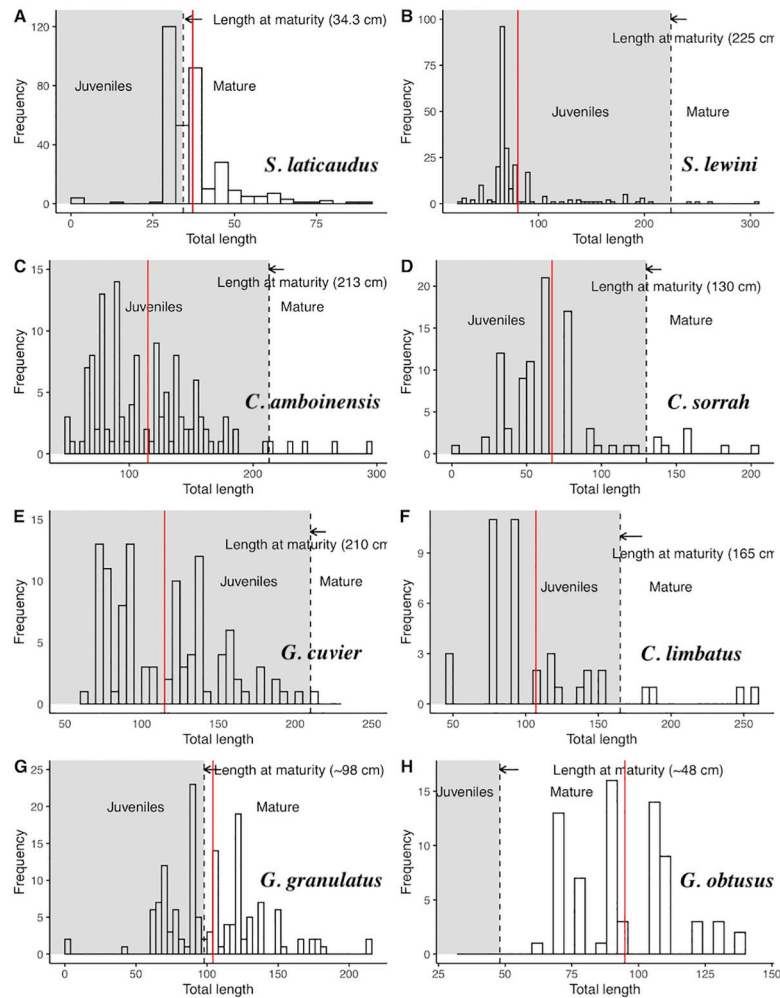 A
Length at maturity (34.3 cm)
120
80
40
0
Frequency
Juveniles
Mature
S. laticaudus
0 25 50 75
Total length
B
Length at maturity (225 cm
100
75
50
25
0
Frequency
Juveniles
Mature
S. lewini
100 200 300
Total length
C
Length at maturity (213 cm)
15
10
5
0
Frequency
Juveniles
Mature
C. amboinensis
100 200 300
Total length
D
Length at maturity (130 cm)
20
15
10
5
0
Frequency
Juveniles
Mature
C. sorrah
0 50 100 150 200
Total length
E
Length at maturity (210 cm
15
10
5
0
Frequency
Juveniles
Mature
G. cuvier
50 100 150 200 250
Total length
F
Length at maturity (165 cm
9
6
3
0
Frequency
Juveniles
Mature
C. limbatus
50 100 150 200 250
Total length
G
Length at maturity (~98 cm)
25
20
15
10
5
0
Frequency
Juveniles
Mature
G. granulatus
0 50 100 150 200
Total length
H
Length at maturity (~48 cm)
15
10
5
0
Frequency
Juveniles
Mature
G. obtusus
25 50 75 100 125 150
Total length